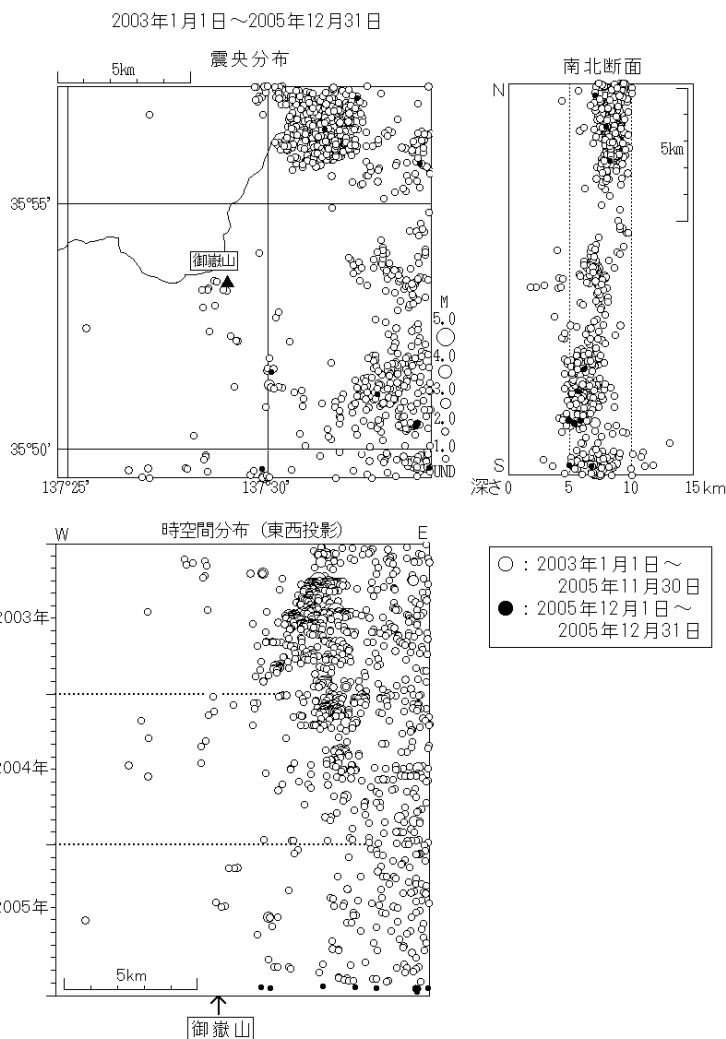 2003年1月1日～2005年12月31日
震央分布
5km
35°55'
35°50'
137°25'
137°30'
御嶽山
M
5.0
4.0
3.0
2.0
1.0
UND
南北断面
N
S
5km
深さ 0 5 10 15km
時空間分布（東西投影）
W
E
2003年
2004年
2005年
5km
御嶽山
○：2003年1月1日～
2005年11月30日
●：2005年12月1日～
2005年12月31日